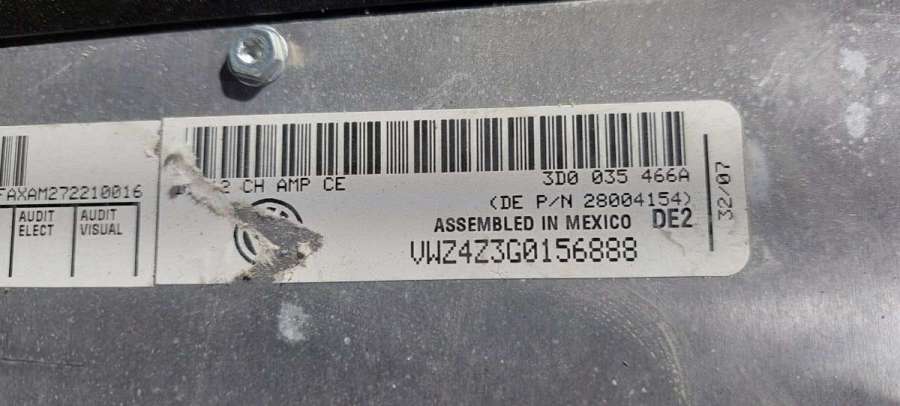 FAXAM272210016
AUDIT
ELECT
AUDIT
VISUAL
2 CH AMP CE
3D0 035 466A
(DE P/N 28004154)
ASSEMBLED IN MEXICO DE2
VWZ4Z3G0156888
32/07